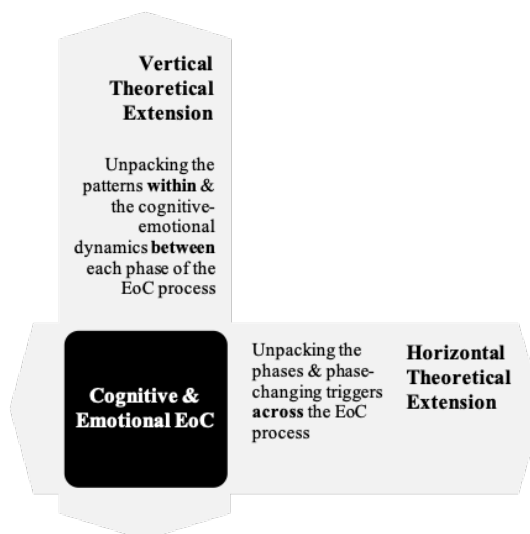 Vertical
Theoretical
Extension
Unpacking the
patterns within &
the cognitive-
emotional
dynamics between
each phase of the
EoC process
Cognitive &
Emotional EoC
Unpacking the
phases & phase-
changing triggers
across the EoC
process
Horizontal
Theoretical
Extension